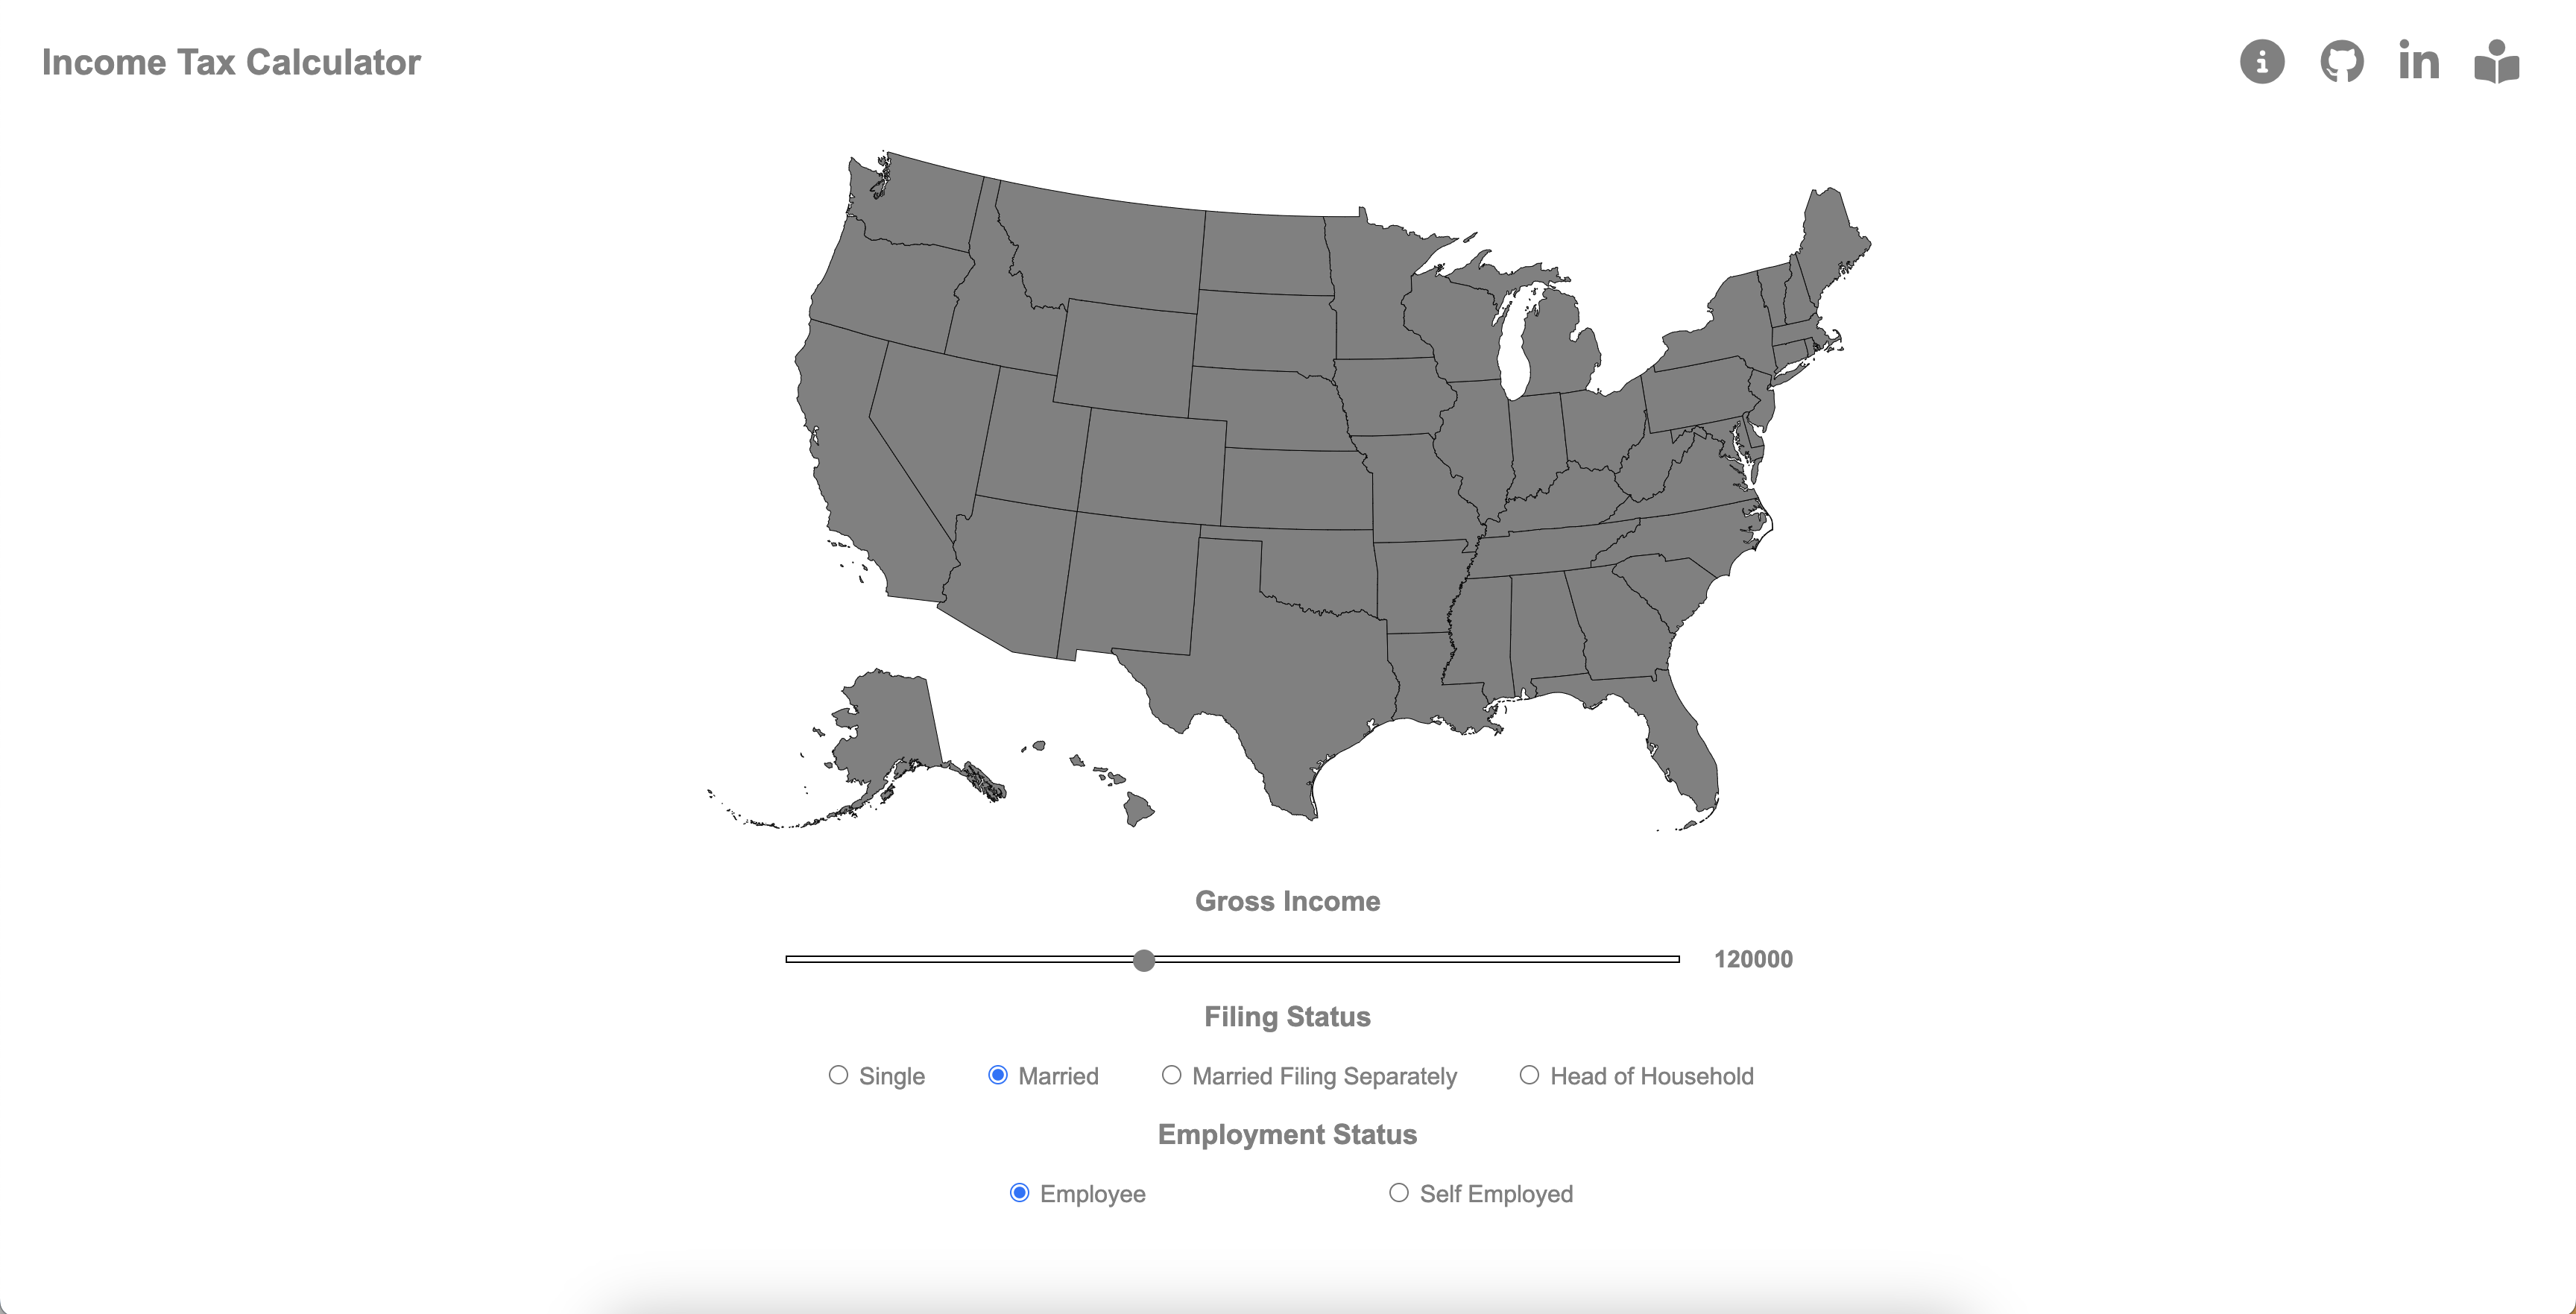 Income Tax Calculator
Gross Income
120000
Filing Status
Single Married Married Filing Separately Head of Household
Employment Status
Employee Self Employed